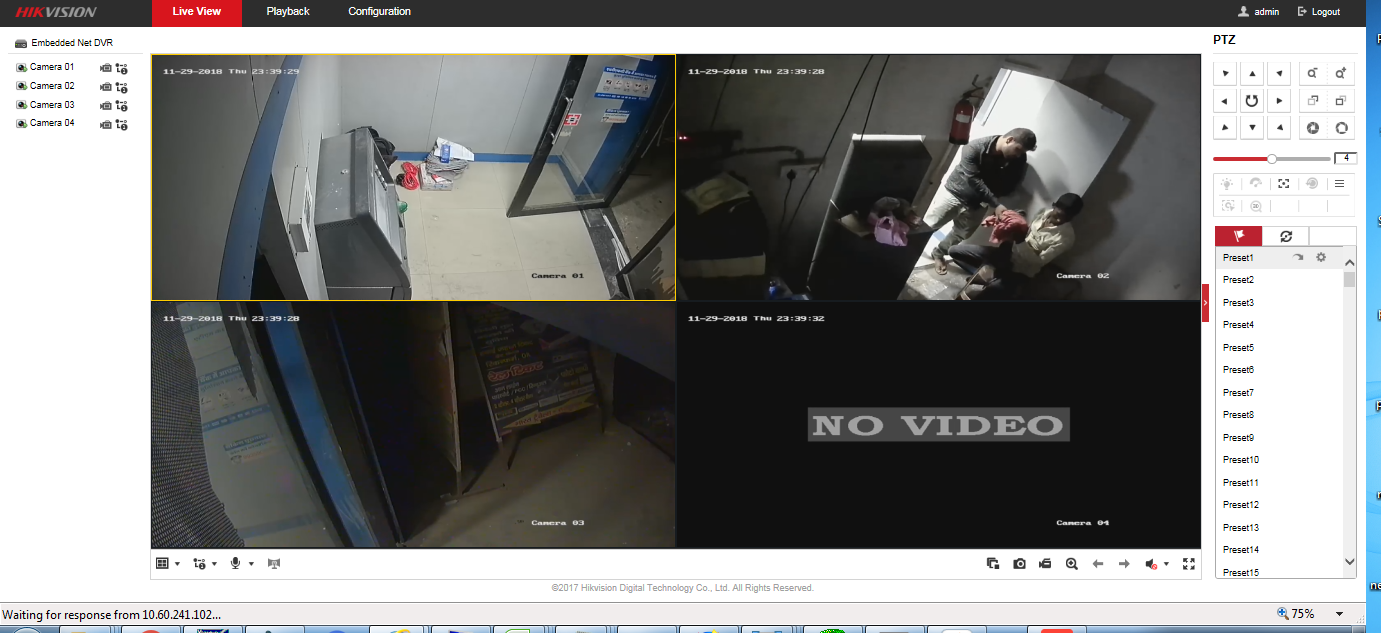 HIKVISION
Live View
Playback
Configuration
admin
Logout
Embedded Net DVR
Camera 01
Camera 02
Camera 03
Camera 04
11-29-2018 Thu 23:39:29
Camera 01
11-29-2018 Thu 23:39:28
Camera 02
11-29-2018 Thu 23:39:28
Camera 03
11-29-2018 Thu 23:39:32
NO VIDEO
Camera 04
PTZ
4
Preset1
Preset2
Preset3
Preset4
Preset5
Preset6
Preset7
Preset8
Preset9
Preset10
Preset11
Preset12
Preset13
Preset14
Preset15
©2017 Hikvision Digital Technology Co., Ltd. All Rights Reserved.
Waiting for response from 10.60.241.102...
75%